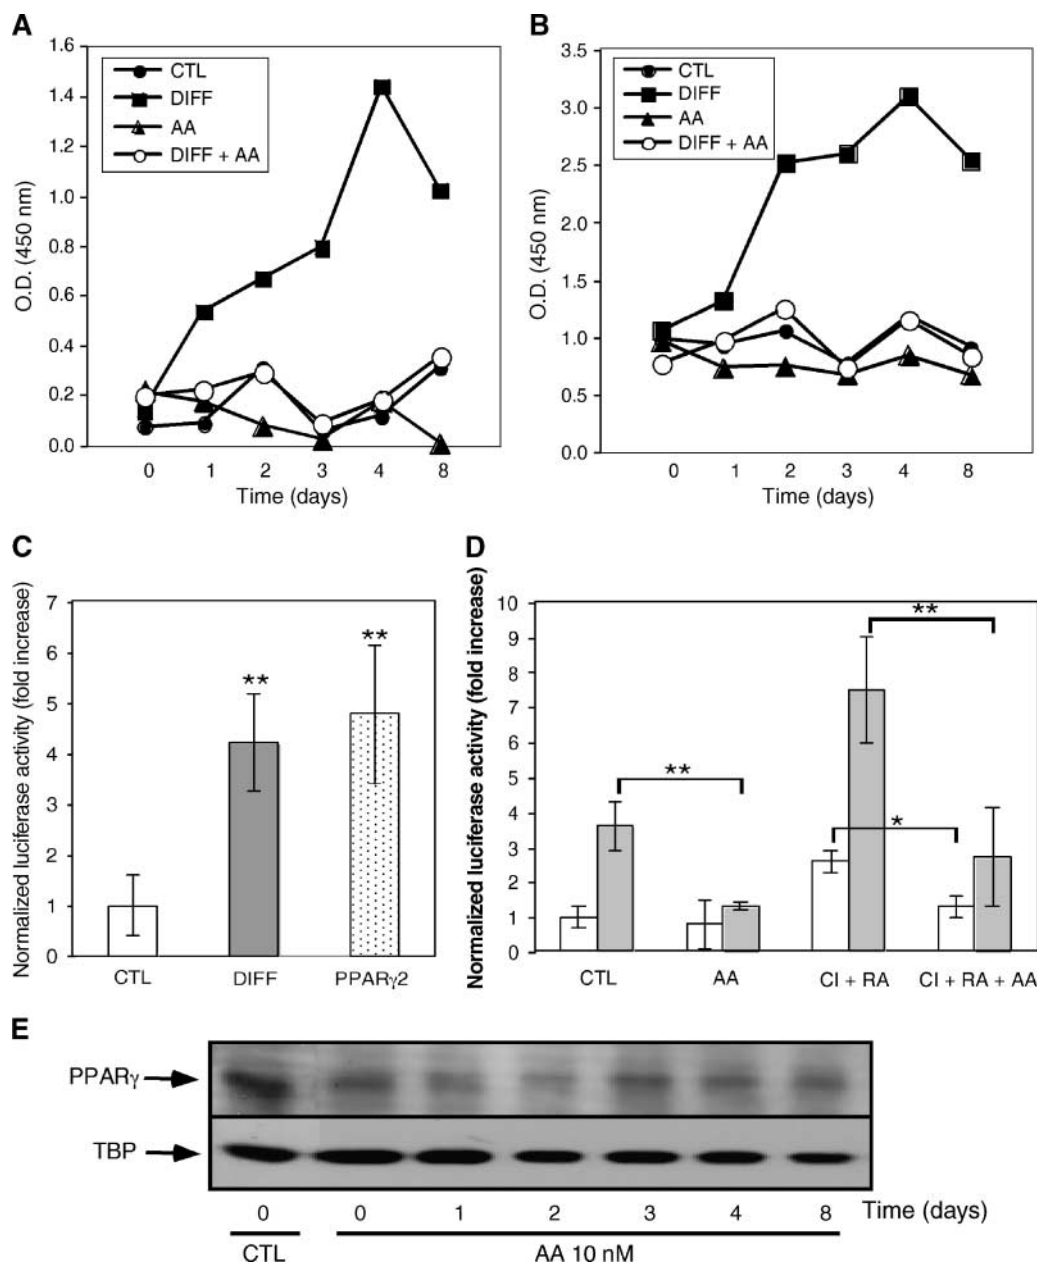 A
1.6
1.4
1.2
1.0
0.8
0.6
0.4
0.2
0.0
O.D. (450 nm)
CTL
DIFF
AA
DIFF + AA
0 1 2 3 4 8
Time (days)
B
3.5
3.0
2.5
2.0
1.5
1.0
0.5
0.0
O.D. (450 nm)
CTL
DIFF
AA
DIFF + AA
0 1 2 3 4 8
Time (days)
C
Normalized luciferase activity (fold increase)
7
6
5
4
3
2
1
0
**
**
CTL DIFF PPARγ2
D
Normalized luciferase activity (fold increase)
10
9
8
7
6
5
4
3
2
1
0
**
**
*
CTL AA CI + RA CI + RA + AA
E
PPARγ
TBP
0 0 1 2 3 4 8 Time (days)
CTL AA 10 nM